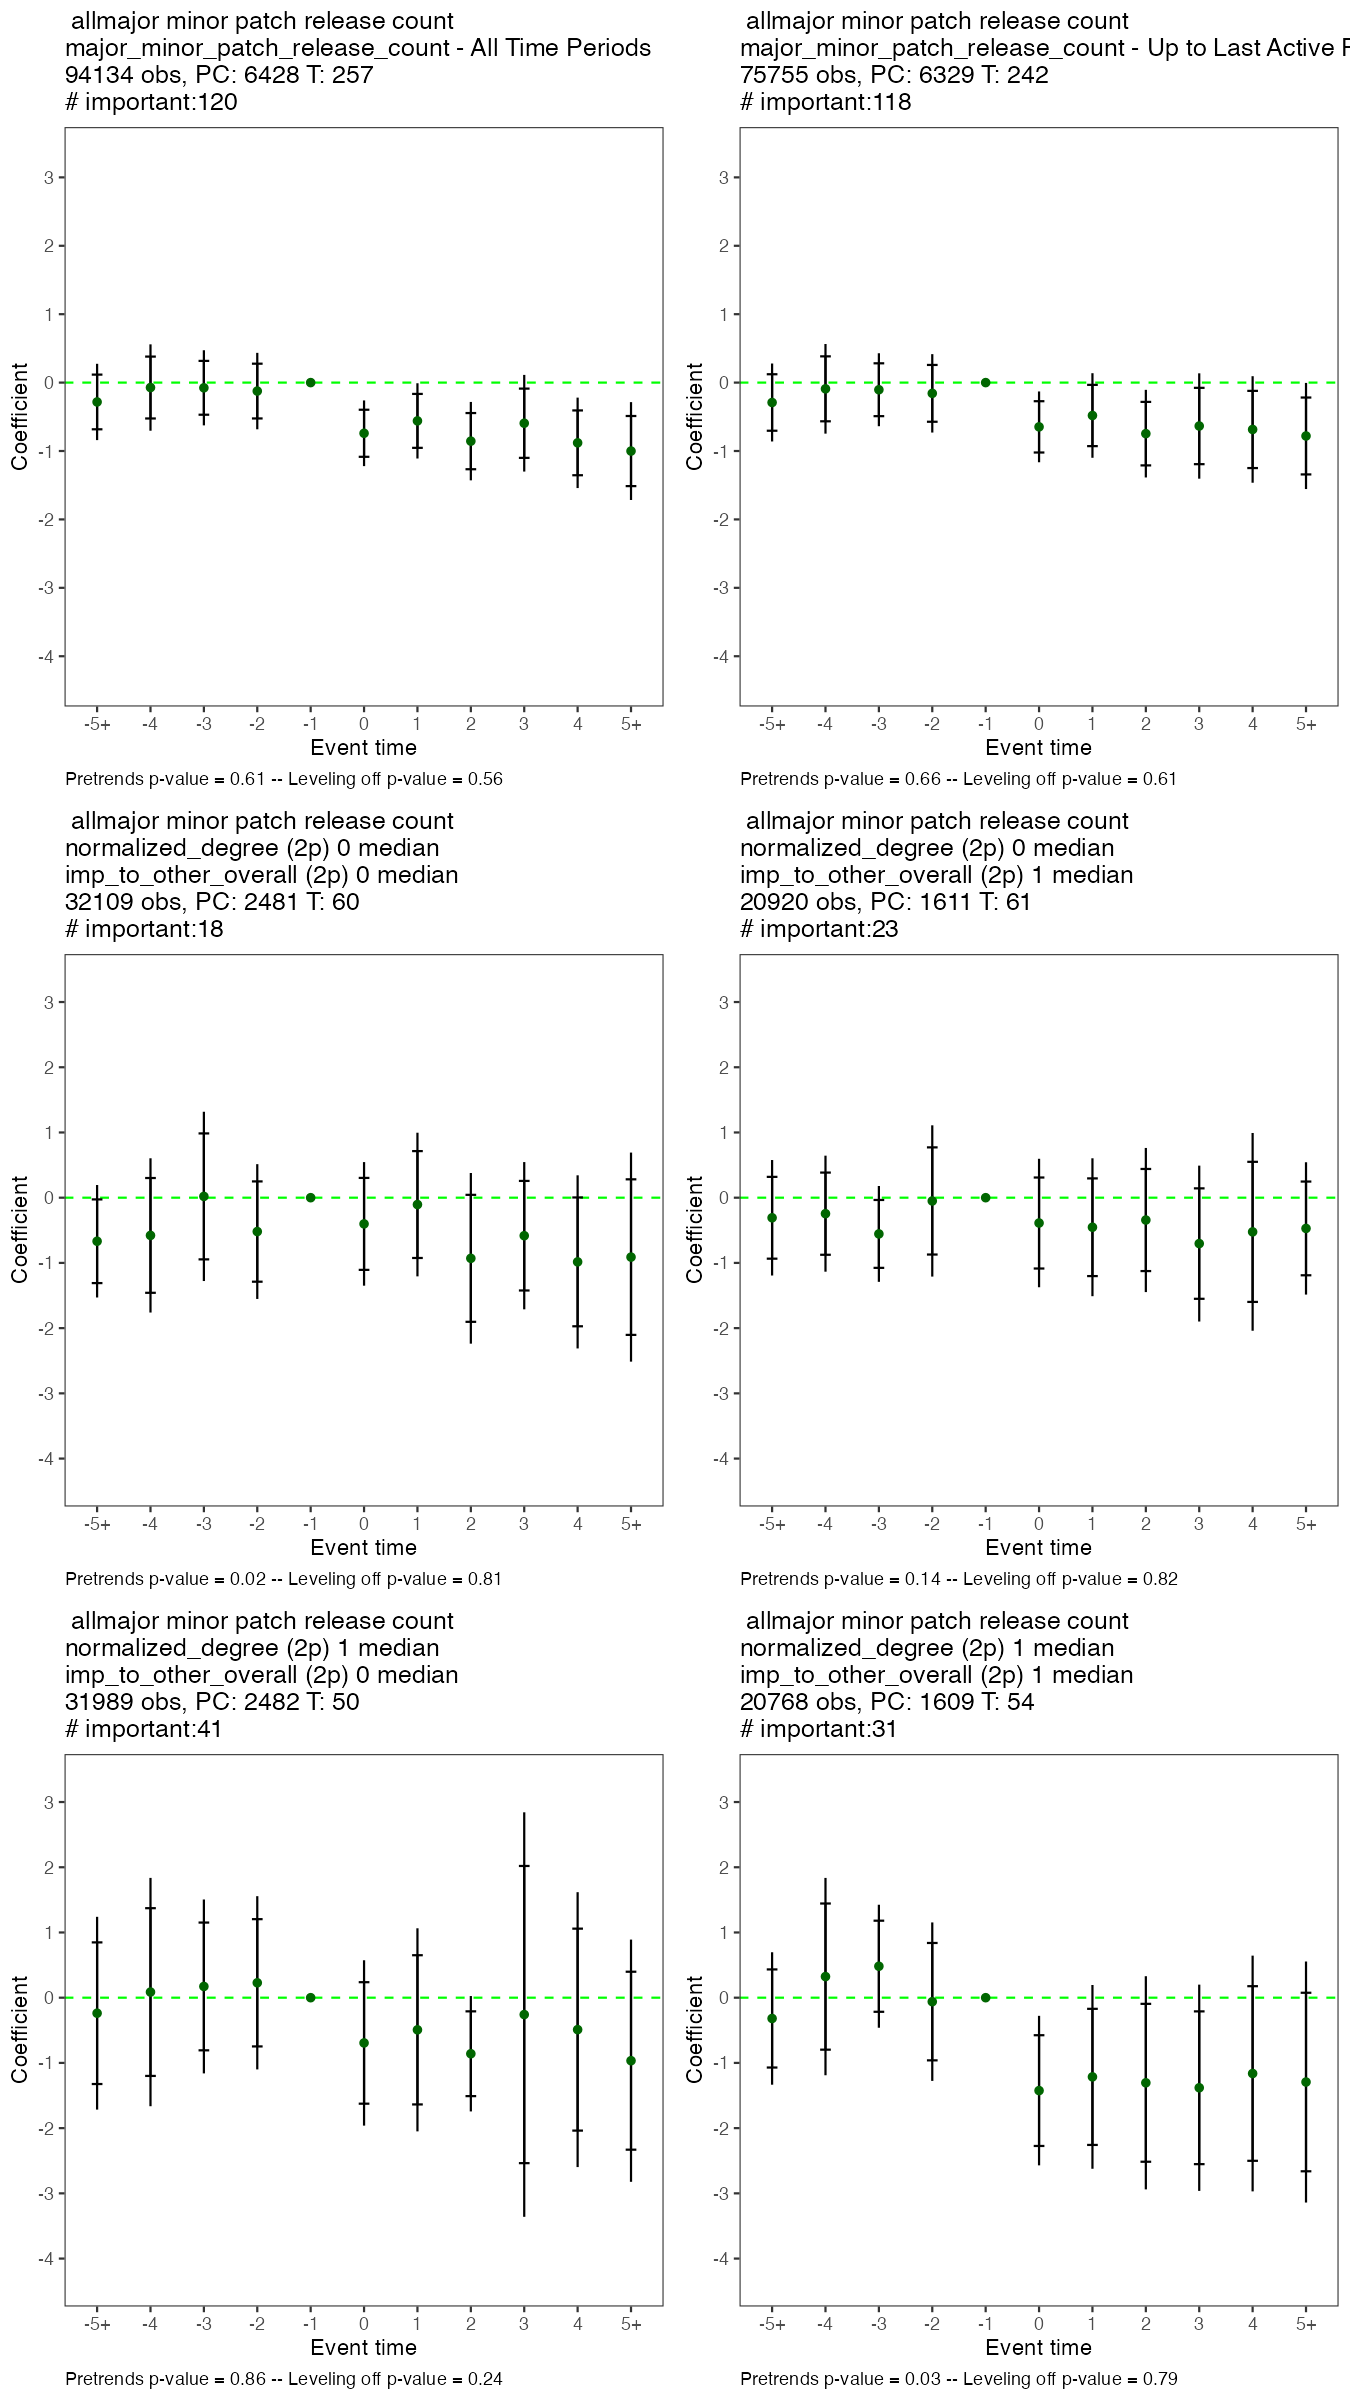 allmajor minor patch release count
major_minor_patch_release_count - All Time Periods
94134 obs, PC: 6428 T: 257
# important:120
Coefficient
3
2
1
0
-1
-2
-3
-4
-5+ -4 -3 -2 -1 0 1 2 3 4 5+
Event time
Pretrends p-value = 0.61 -- Leveling off p-value = 0.56
allmajor minor patch release count
major_minor_patch_release_count - Up to Last Active
75755 obs, PC: 6329 T: 242
# important:118
Coefficient
3
2
1
0
-1
-2
-3
-4
-5+ -4 -3 -2 -1 0 1 2 3 4 5+
Event time
Pretrends p-value = 0.66 -- Leveling off p-value = 0.61
allmajor minor patch release count
normalized_degree (2p) 0 median
imp_to_other_overall (2p) 0 median
32109 obs, PC: 2481 T: 60
# important:18
Coefficient
3
2
1
0
-1
-2
-3
-4
-5+ -4 -3 -2 -1 0 1 2 3 4 5+
Event time
Pretrends p-value = 0.02 -- Leveling off p-value = 0.81
allmajor minor patch release count
normalized_degree (2p) 0 median
imp_to_other_overall (2p) 1 median
20920 obs, PC: 1611 T: 61
# important:23
Coefficient
3
2
1
0
-1
-2
-3
-4
-5+ -4 -3 -2 -1 0 1 2 3 4 5+
Event time
Pretrends p-value = 0.14 -- Leveling off p-value = 0.82
allmajor minor patch release count
normalized_degree (2p) 1 median
imp_to_other_overall (2p) 0 median
31989 obs, PC: 2482 T: 50
# important:41
Coefficient
3
2
1
0
-1
-2
-3
-4
-5+ -4 -3 -2 -1 0 1 2 3 4 5+
Event time
Pretrends p-value = 0.86 -- Leveling off p-value = 0.24
allmajor minor patch release count
normalized_degree (2p) 1 median
imp_to_other_overall (2p) 1 median
20768 obs, PC: 1609 T: 54
# important:31
Coefficient
3
2
1
0
-1
-2
-3
-4
-5+ -4 -3 -2 -1 0 1 2 3 4 5+
Event time
Pretrends p-value = 0.03 -- Leveling off p-value = 0.79